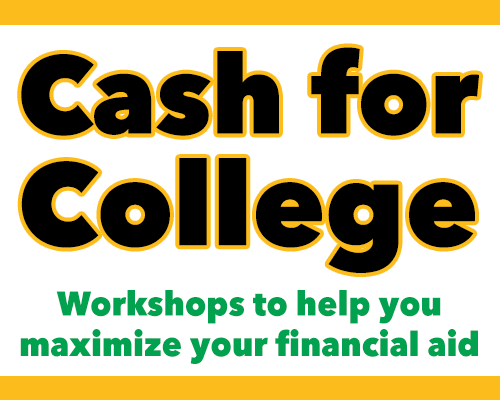 Cash for
College
Workshops to help you
maximize your financial aid